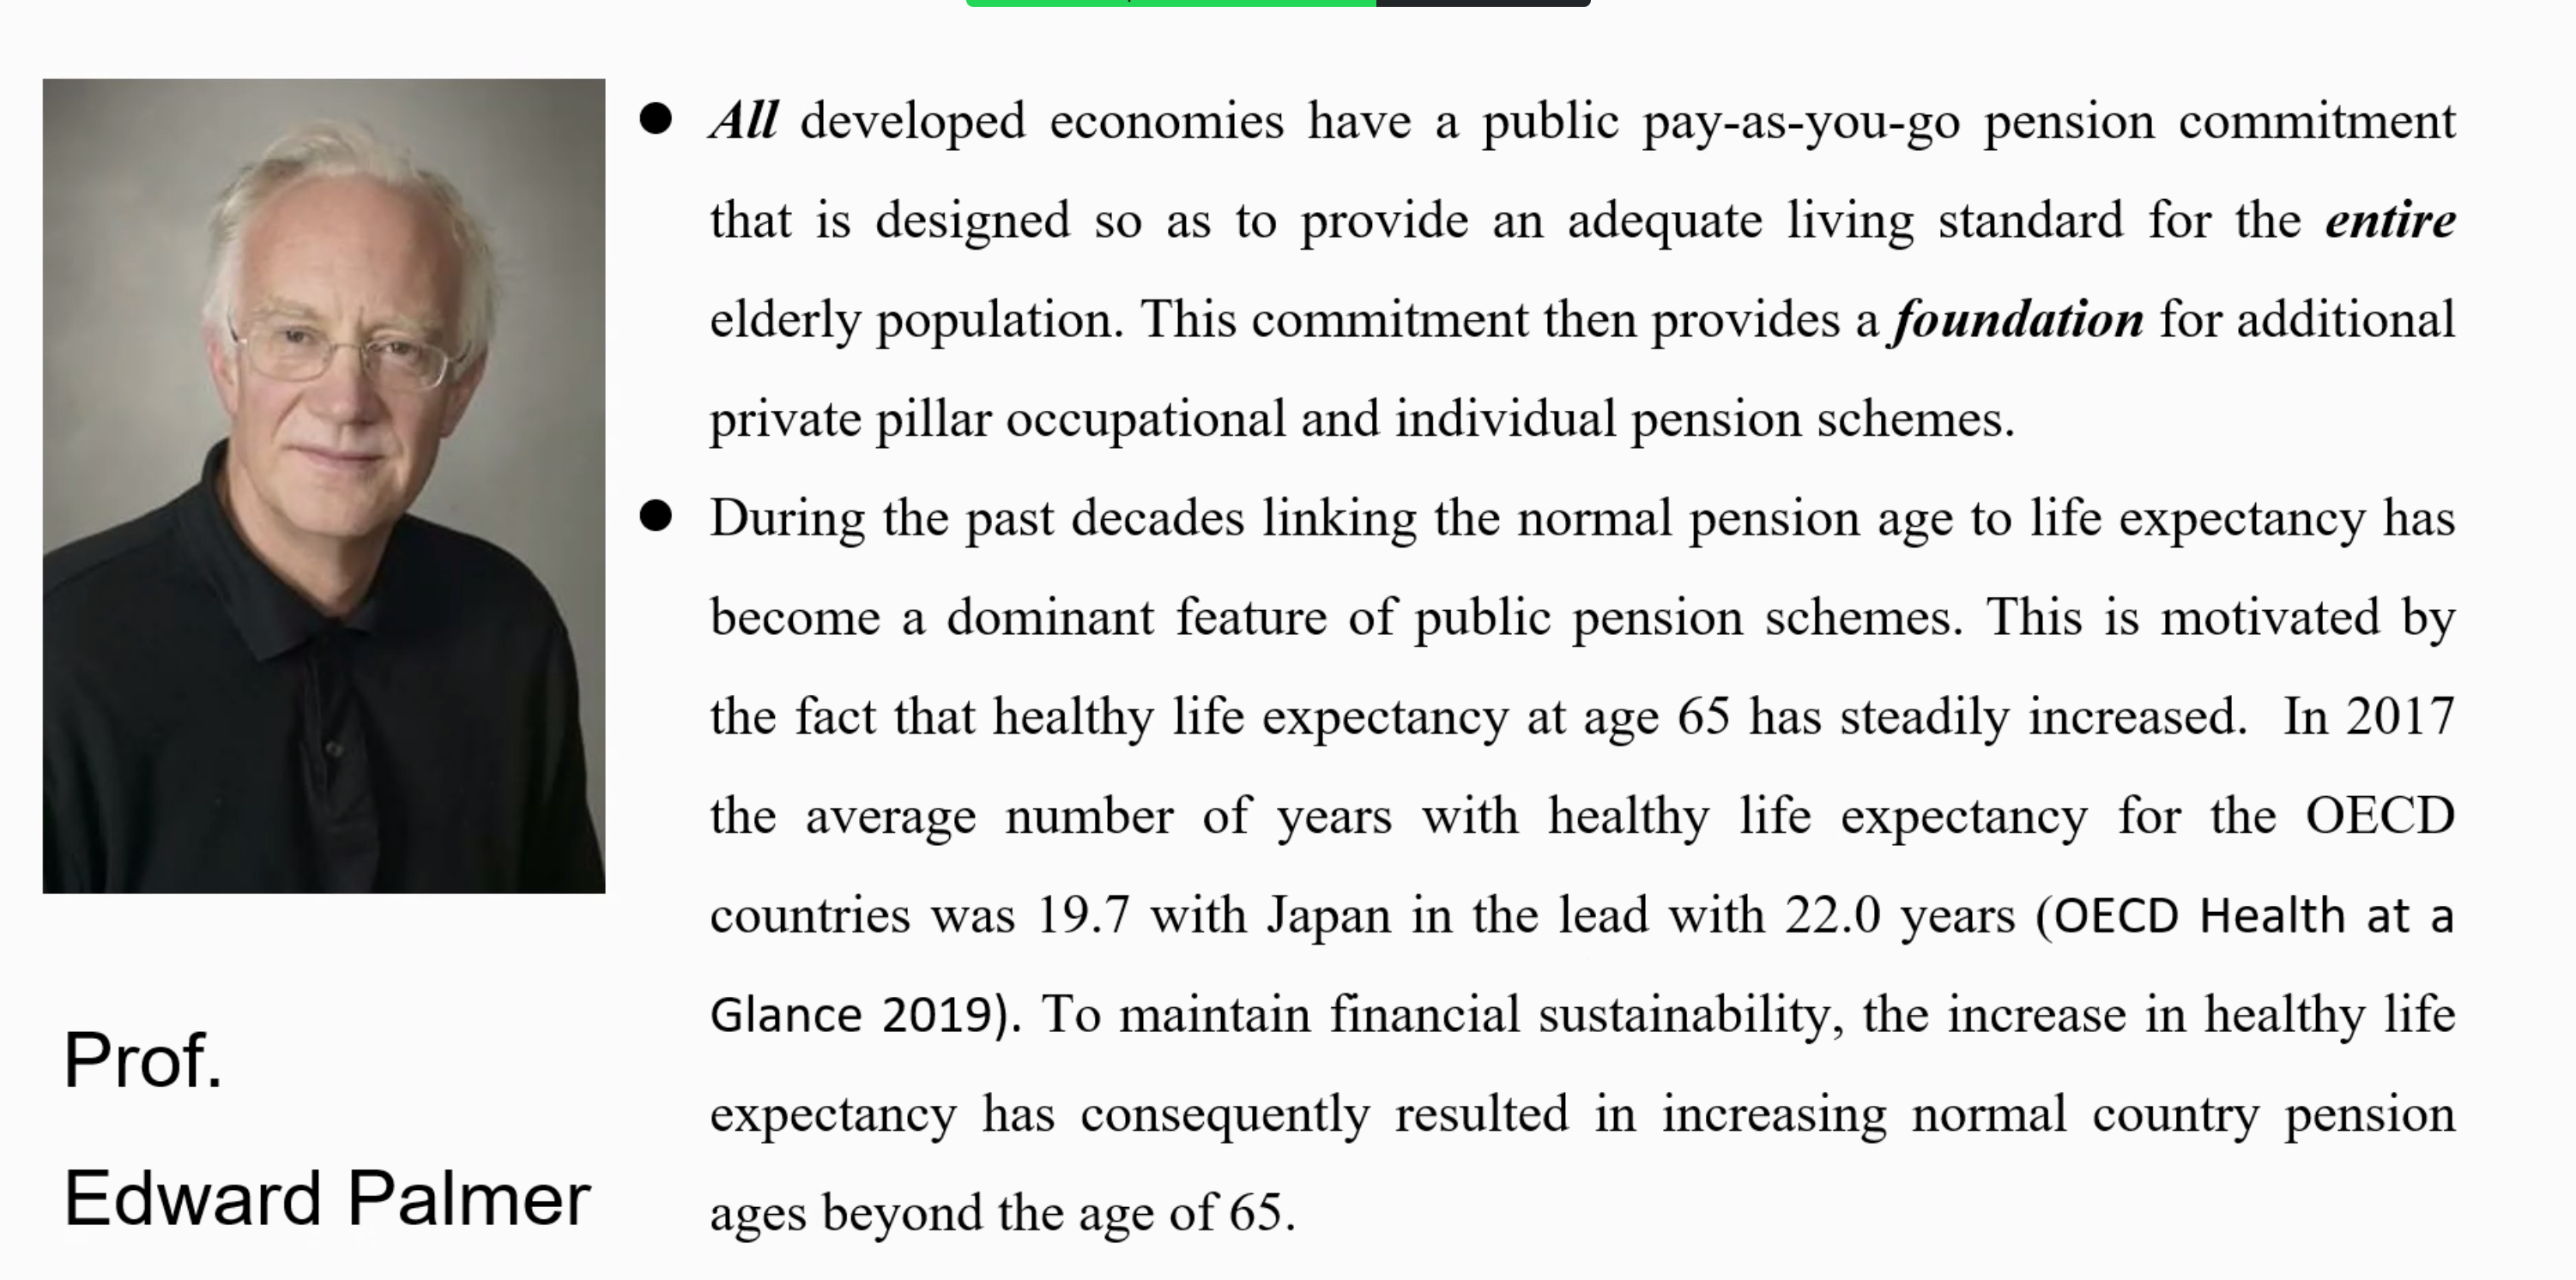 ● All developed economies have a public pay-as-you-go pension commitment
that is designed so as to provide an adequate living standard for the entire
elderly population. This commitment then provides a foundation for additional
private pillar occupational and individual pension schemes.
● During the past decades linking the normal pension age to life expectancy has
become a dominant feature of public pension schemes. This is motivated by
the fact that healthy life expectancy at age 65 has steadily increased. In 2017
the average number of years with healthy life expectancy for the OECD
countries was 19.7 with Japan in the lead with 22.0 years (OECD Health at a
Glance 2019). To maintain financial sustainability, the increase in healthy life
expectancy has consequently resulted in increasing normal country pension
ages beyond the age of 65.
Prof.
Edward Palmer